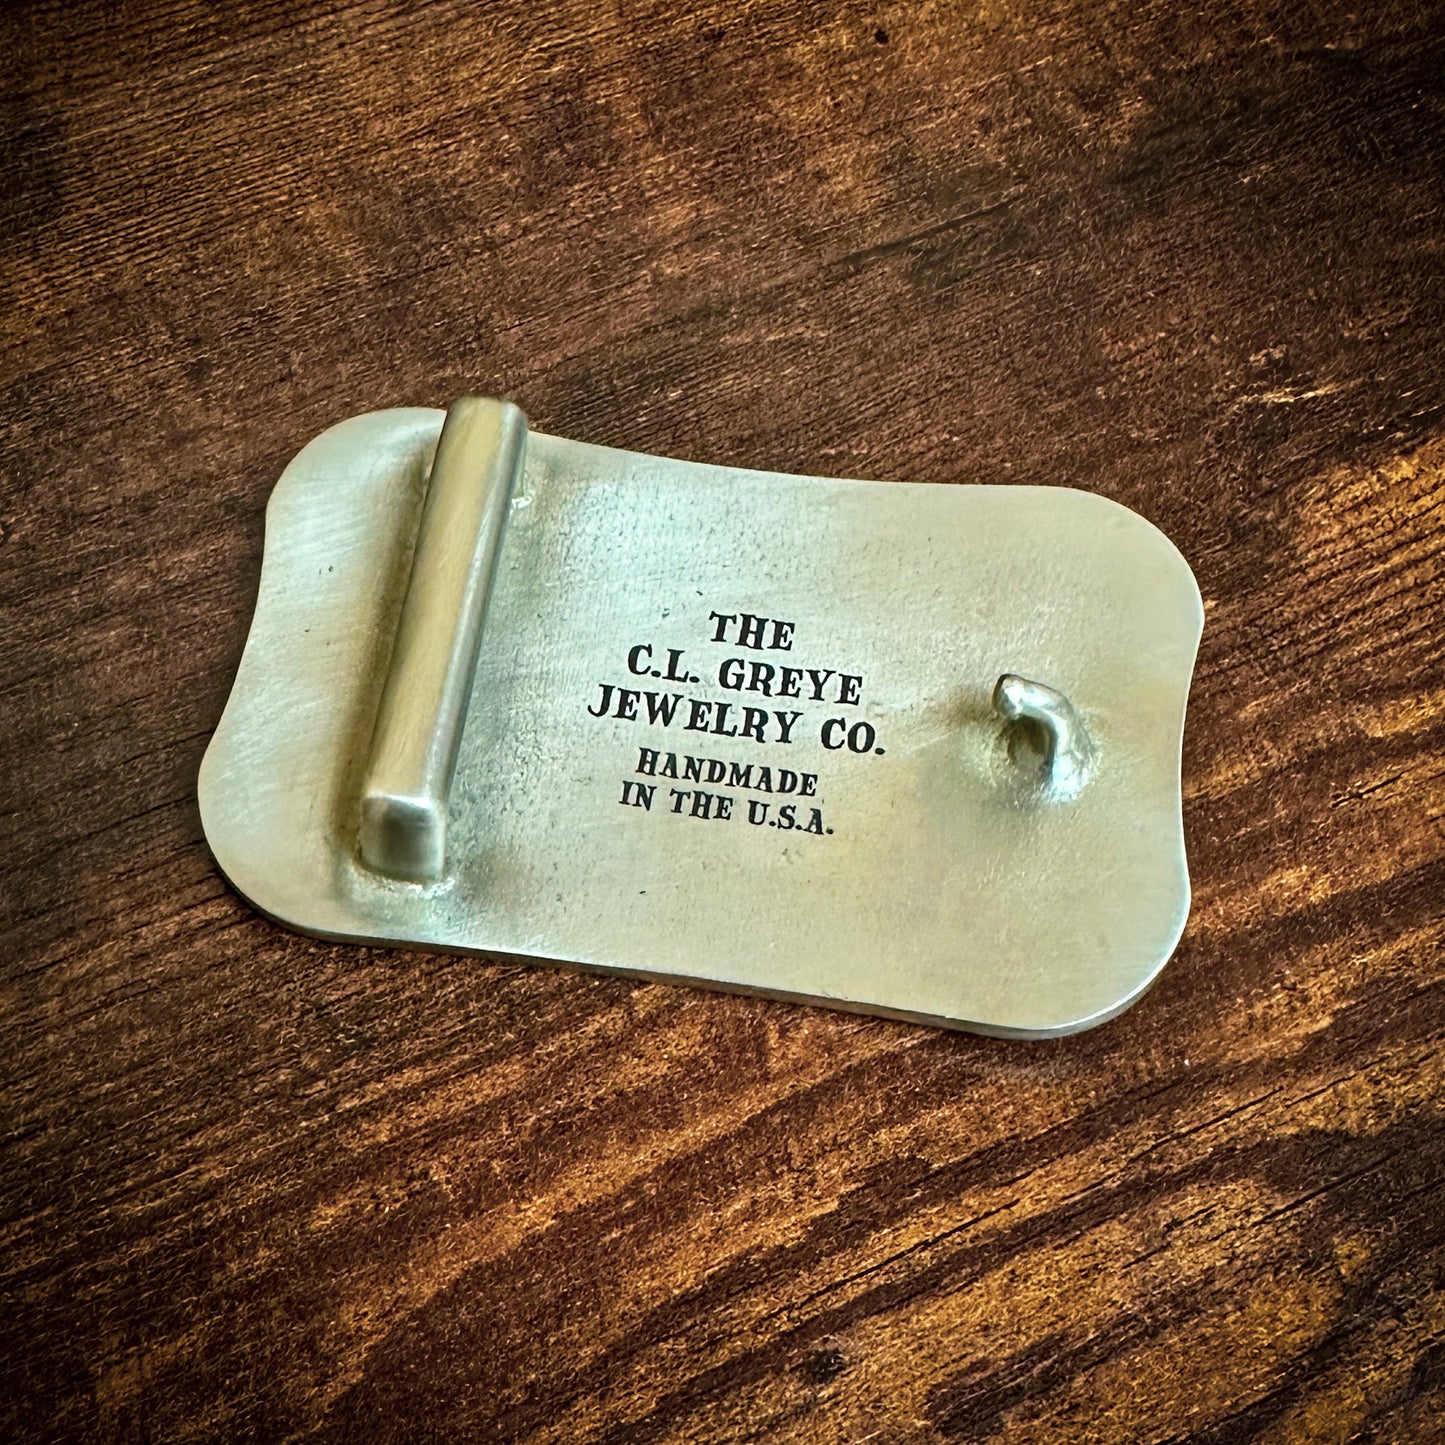 THE
C.L. GREYE
JEWELRY CO.
HANDMADE
IN THE U.S.A.